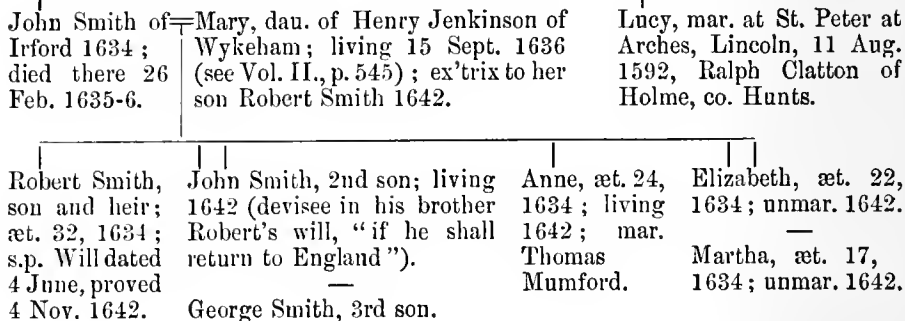 John Smith of
Irford 1634 ;
died there 26
Feb. 1635-6.
Mary, dau. of Henry Jenkinson of
Wykeham ; living 15 Sept. 1636
(see Vol. II., p. 545) ; ex'trix to her
son Robert Smith 1642.
Lucy, mar. at St. Peter at
Arches, Lincoln, 11 Aug.
1592, Ralph Clatton of
Holme, co. Hunts.
Robert Smith,
son and heir;
æt. 32, 1634 ;
s.p. Will dated
4 June, proved
4 Nov. 1642.
John Smith, 2nd son; living
1642 (devisee in his brother
Robert's will, “if he shall
return to England”).
—
George Smith, 3rd son.
Anne, æt. 24,
1634 ; living
1642 ; mar.
Thomas
Mumford.
Elizabeth, æt. 22,
1634 ; unmar. 1642.
—
Martha, æt. 17,
1634 ; unmar. 1642.